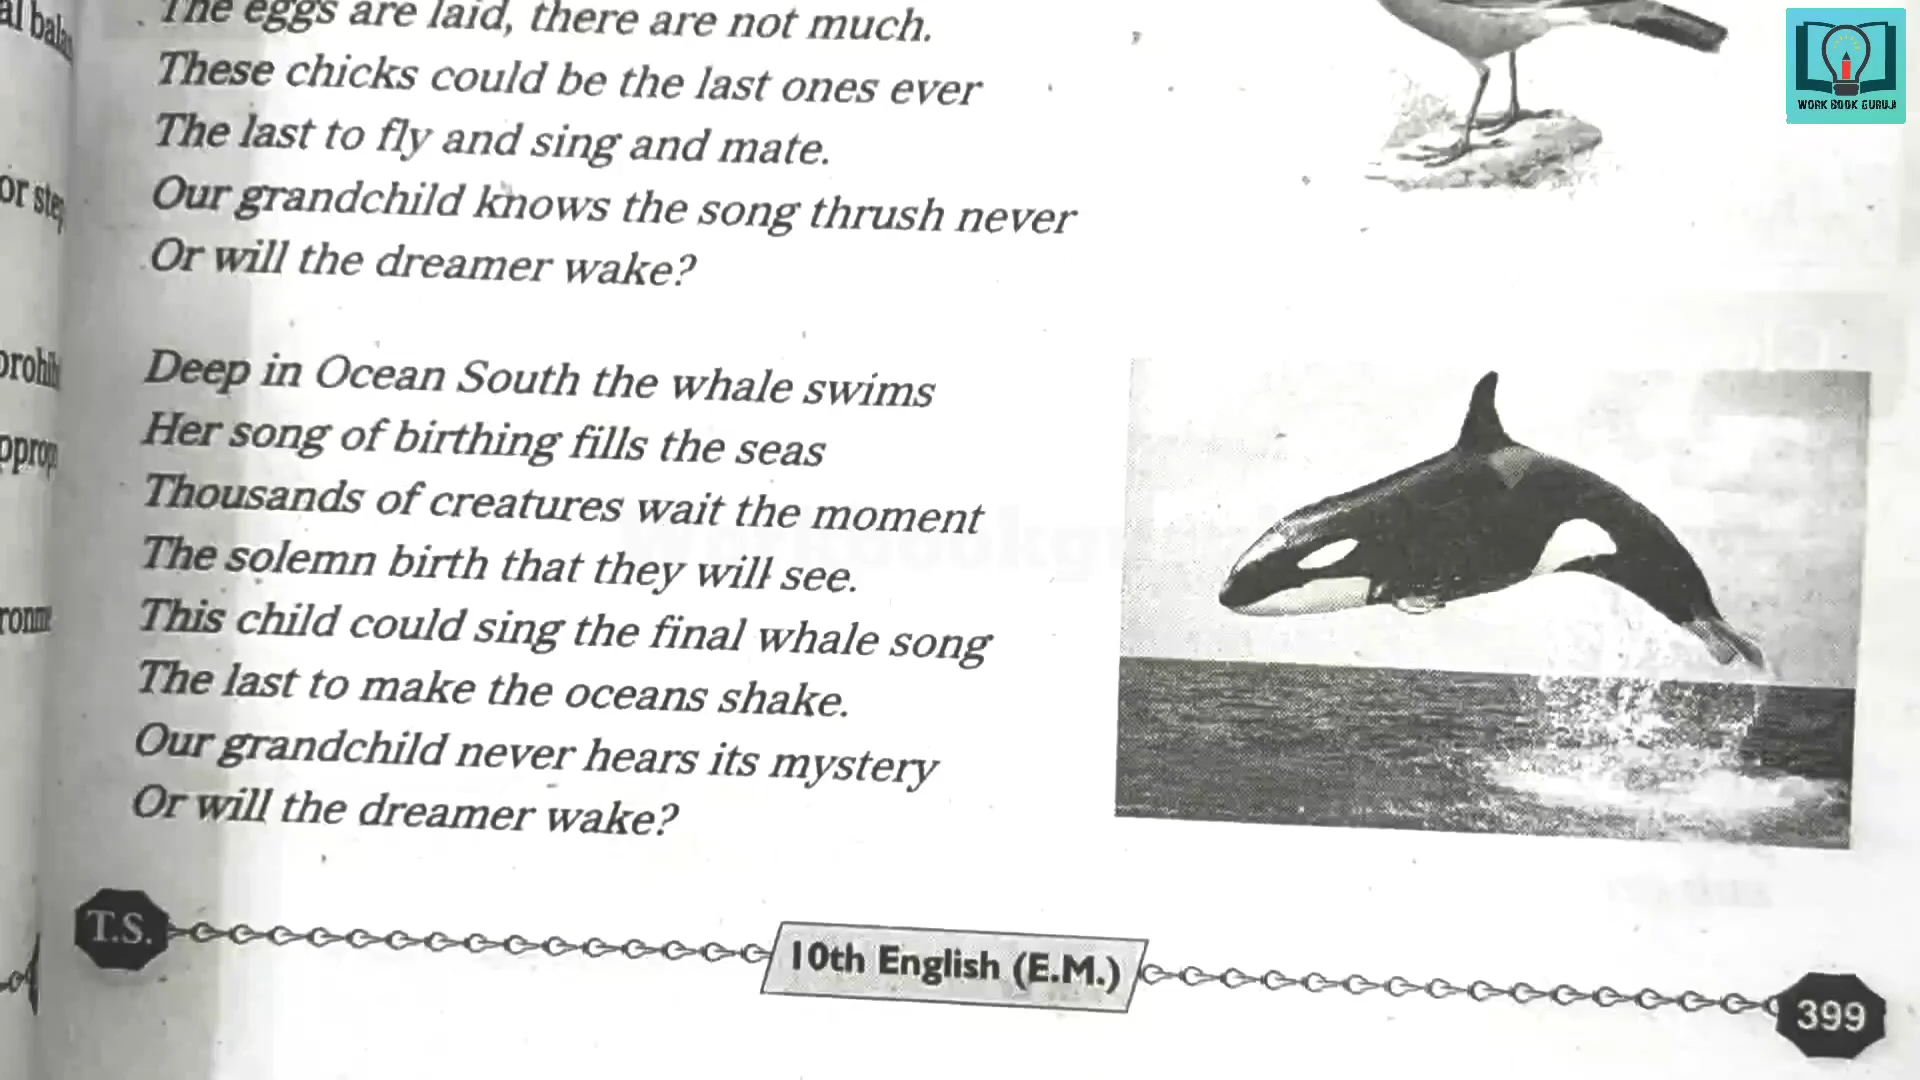 The eggs are laid, there are not much.
These chicks could be the last ones ever
The last to fly and sing and mate.
Our grandchild knows the song thrush never
Or will the dreamer wake?
Deep in Ocean South the whale swims
Her song of birthing fills the seas
Thousands of creatures wait the moment
The solemn birth that they will see.
This child could sing the final whale song
The last to make the oceans shake.
Our grandchild never hears its mystery
Or will the dreamer wake?
T.S.
10th English (E.M.)
399
WORK BOOK GURUJI